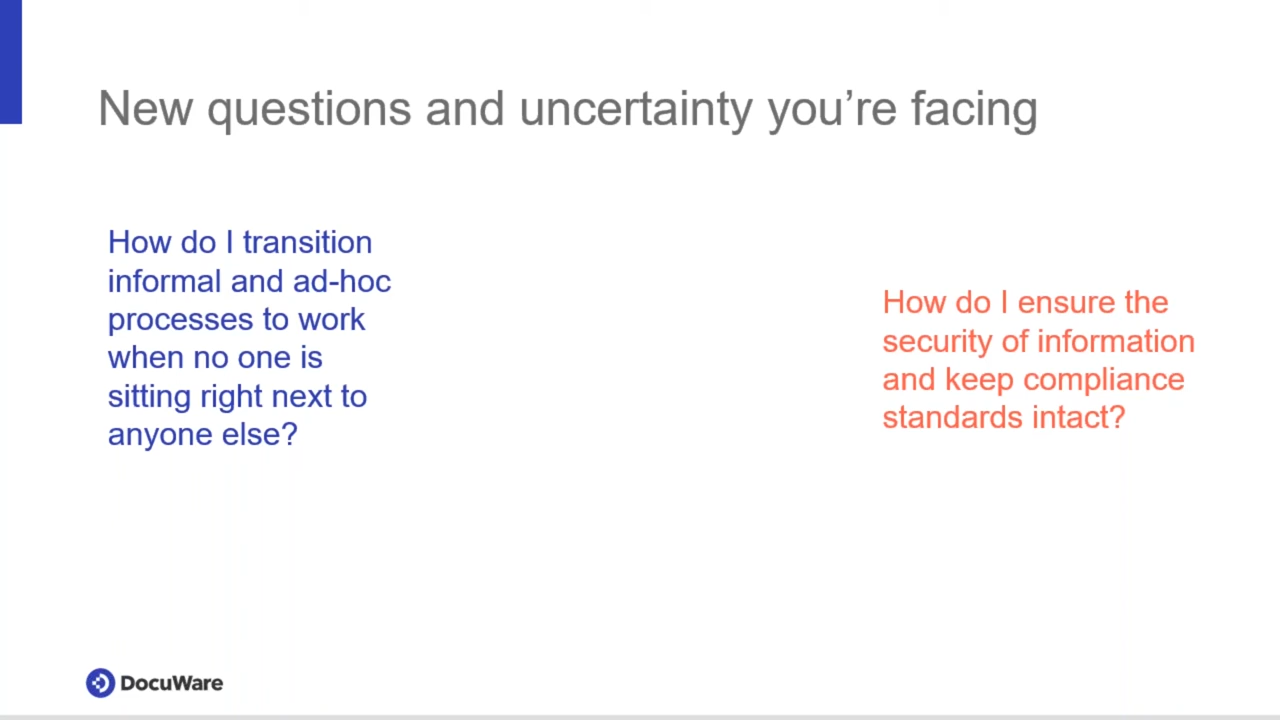 New questions and uncertainty you’re facing
How do I transition
informal and ad-hoc
processes to work
when no one is
sitting right next to
anyone else?
How do I ensure the
security of information
and keep compliance
standards intact?
DocuWare